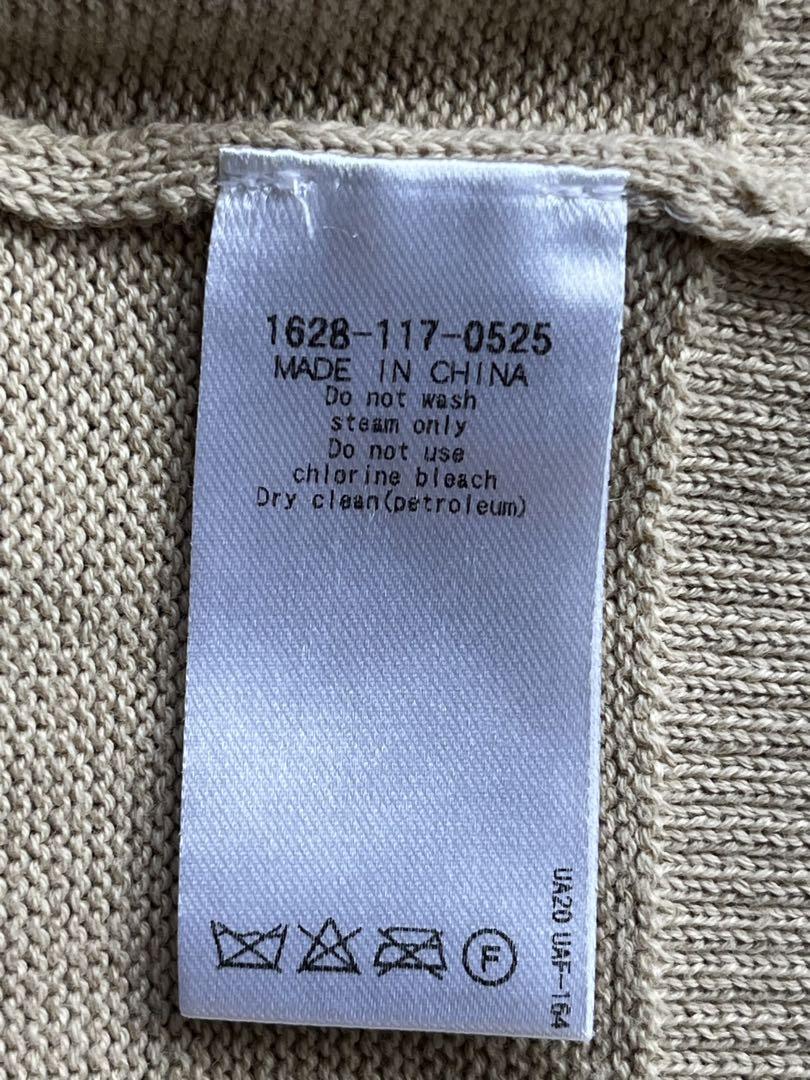 1628-117-0525
MADE IN CHINA
Do not wash
steam only
Do not use
chlorine bleach
Dry clean(petroleum)
F
UA20 UAF-164